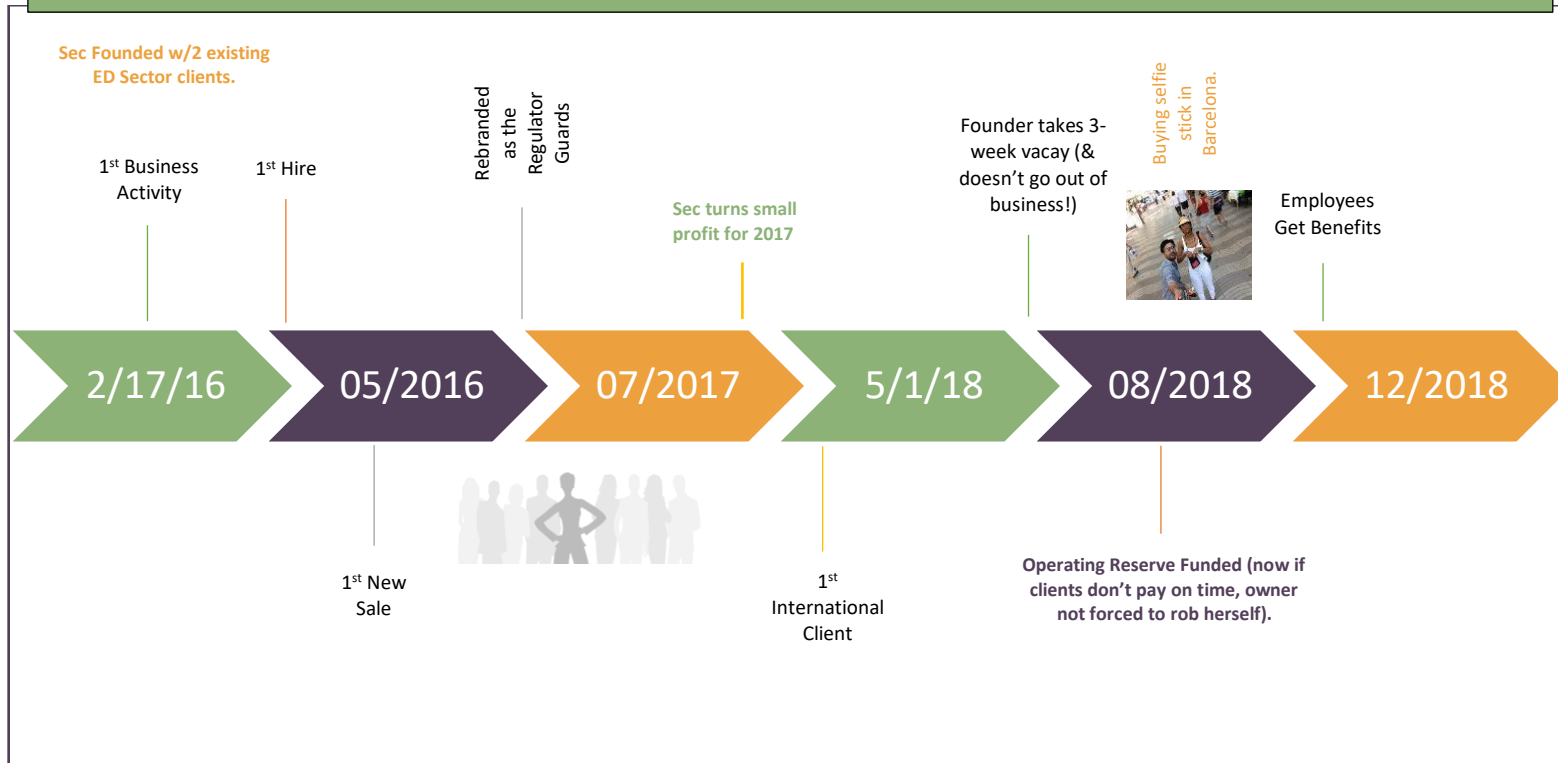 Sec Founded w/2 existing
ED Sector clients.
1st Business
Activity
1st Hire
Rebranded
as the
Regulator
Guards
Sec turns small
profit for 2017
Founder takes 3-
week vacay (&
doesn’t go out of
business!)
Buying selfie
stick in
Barcelona.
Employees
Get Benefits
2/17/16
05/2016
07/2017
5/1/18
08/2018
12/2018
1st New
Sale
1st
International
Client
Operating Reserve Funded (now if
clients don’t pay on time, owner
not forced to rob herself).